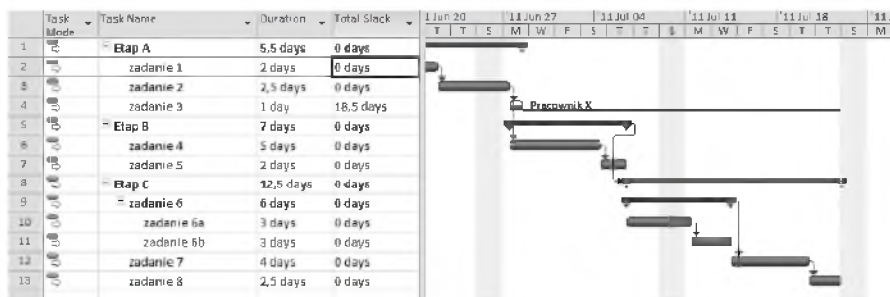 Task Mode Task Name Duration Total Slack 11 Jun 20 '11 Jun 27 '11 Jul 04 '11 Jul 11 '11 Jul 18 '11
T T S M W F S T T S M W F S T T S M
1 Etap A 5,5 days 0 days
2 zadanie 1 2 days 0 days
3 zadanie 2 2,5 days 0 days
4 zadanie 3 1 day 18,5 days Pracownik X
5 Etap B 7 days 0 days
6 zadanie 4 5 days 0 days
7 zadanie 5 2 days 0 days
8 Etap C 12,5 days 0 days
9 zadanie 6 6 days 0 days
10 zadanie 6a 3 days 0 days
11 zadanie 6b 3 days 0 days
12 zadanie 7 4 days 0 days
13 zadanie 8 2,5 days 0 days